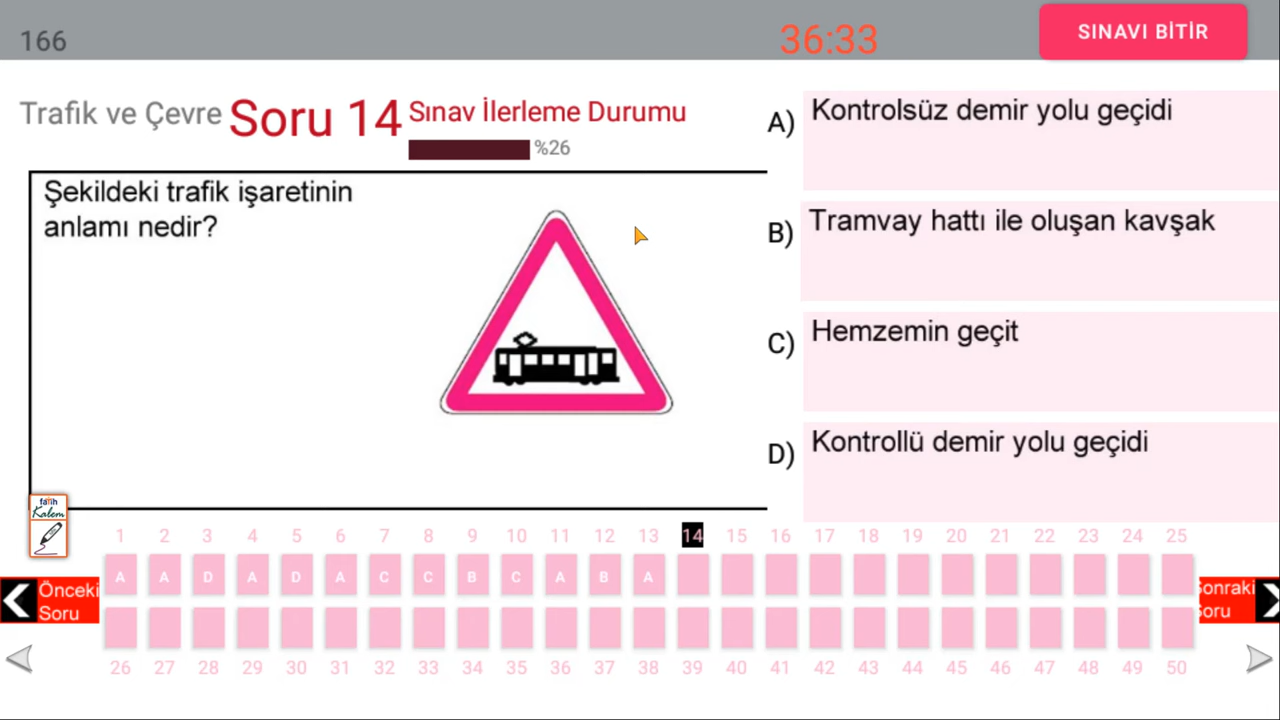 166
36:33
SINAVI BİTİR
Trafik ve Çevre
Soru 14
Sınav İlerleme Durumu
%26
Şekildeki trafik işaretinin
anlamı nedir?
A) Kontrolsüz demir yolu geçidi
B) Tramvay hattı ile oluşan kavşak
C) Hemzemin geçit
D) Kontrollü demir yolu geçidi
fatih
Kalem
1 2 3 4 5 6 7 8 9 10 11 12 13 14 15 16 17 18 19 20 21 22 23 24 25
A A D A D A C C B C A B A
Önceki
Soru
Sonraki
Soru
26 27 28 29 30 31 32 33 34 35 36 37 38 39 40 41 42 43 44 45 46 47 48 49 50